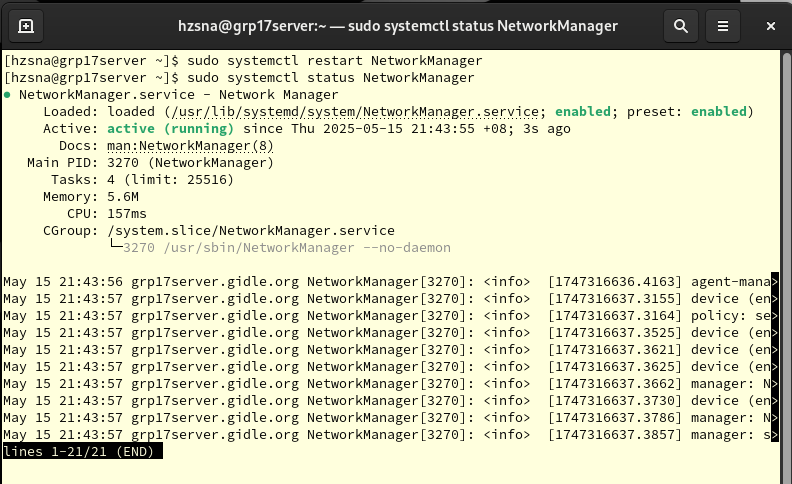 hzsna@grp17server:~ — sudo systemctl status NetworkManager
[hzsna@grp17server ~]$ sudo systemctl restart NetworkManager
[hzsna@grp17server ~]$ sudo systemctl status NetworkManager
● NetworkManager.service - Network Manager
     Loaded: loaded (/usr/lib/systemd/system/NetworkManager.service; enabled; preset: enabled)
     Active: active (running) since Thu 2025-05-15 21:43:55 +08; 3s ago
       Docs: man:NetworkManager(8)
   Main PID: 3270 (NetworkManager)
      Tasks: 4 (limit: 25516)
     Memory: 5.6M
        CPU: 157ms
     CGroup: /system.slice/NetworkManager.service
             └─3270 /usr/sbin/NetworkManager --no-daemon
May 15 21:43:56 grp17server.gidle.org NetworkManager[3270]: <info>  [1747316636.4163] agent-mana>
May 15 21:43:57 grp17server.gidle.org NetworkManager[3270]: <info>  [1747316637.3155] device (en>
May 15 21:43:57 grp17server.gidle.org NetworkManager[3270]: <info>  [1747316637.3164] policy: se>
May 15 21:43:57 grp17server.gidle.org NetworkManager[3270]: <info>  [1747316637.3525] device (en>
May 15 21:43:57 grp17server.gidle.org NetworkManager[3270]: <info>  [1747316637.3621] device (en>
May 15 21:43:57 grp17server.gidle.org NetworkManager[3270]: <info>  [1747316637.3625] device (en>
May 15 21:43:57 grp17server.gidle.org NetworkManager[3270]: <info>  [1747316637.3662] manager: N>
May 15 21:43:57 grp17server.gidle.org NetworkManager[3270]: <info>  [1747316637.3730] device (en>
May 15 21:43:57 grp17server.gidle.org NetworkManager[3270]: <info>  [1747316637.3786] manager: N>
May 15 21:43:57 grp17server.gidle.org NetworkManager[3270]: <info>  [1747316637.3857] manager: s>
lines 1-21/21 (END)